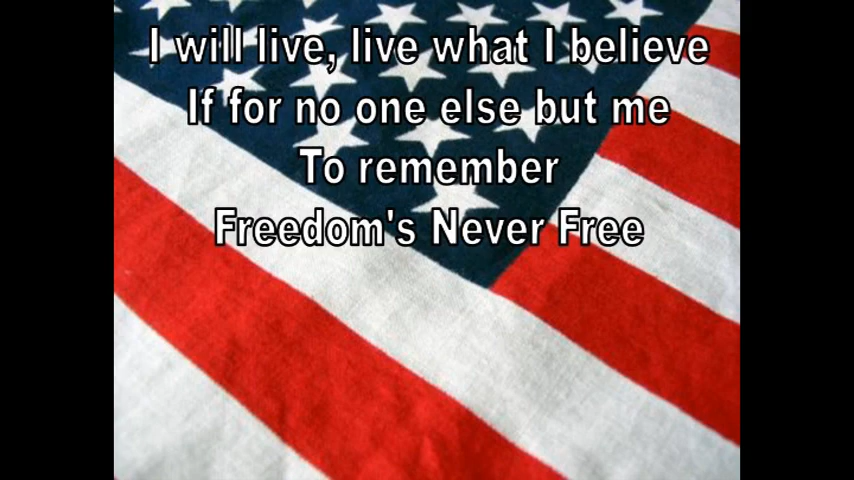 I will live, live what I believe
If for no one else but me
To remember
Freedom's Never Free